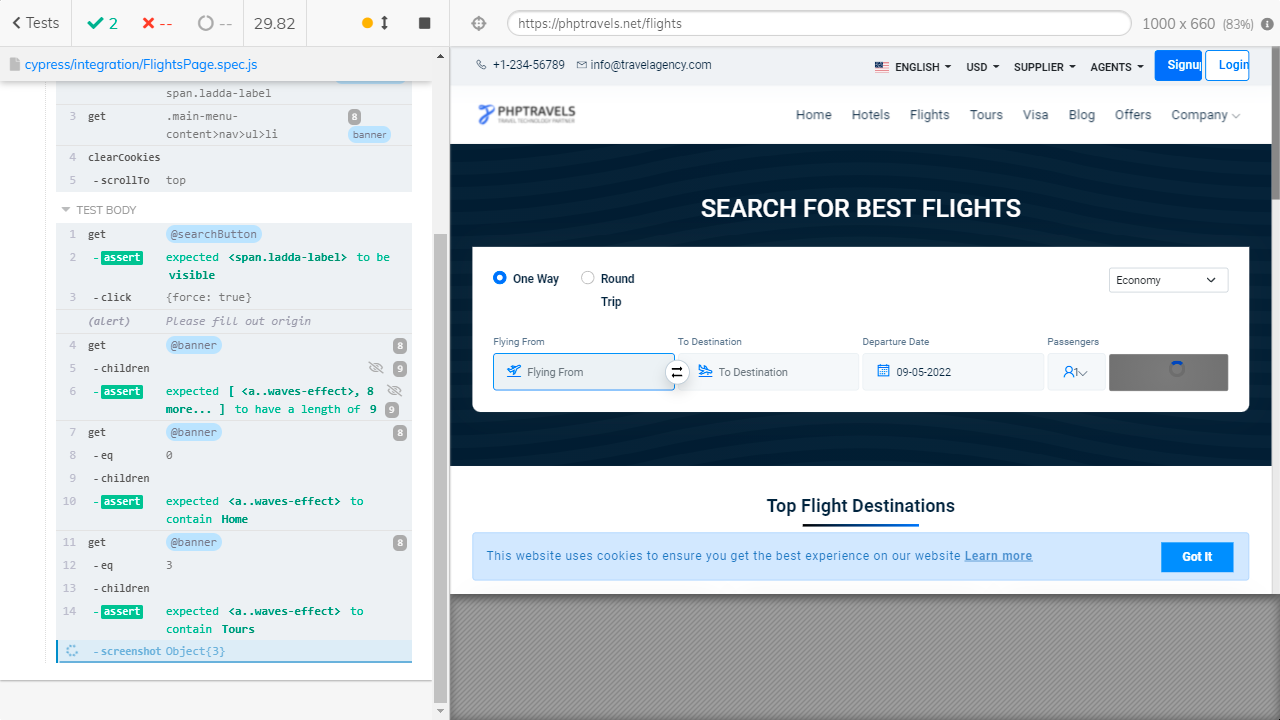 Tests
2
--
--
29.82
https://phptravels.net/flights
1000 x 660 (83%)
cypress/integration/FlightsPage.spec.js
span.ladda-label
3 get .main-menu-content>nav>ul>li 8 banner
4 clearCookies
5 -scrollTo top
TEST BODY
1 get @searchButton
2 -assert expected <span.ladda-label> to be
visible
3 -click {force: true}
(alert) Please fill out origin
4 get @banner 8
5 -children 9
6 -assert expected [ <a..waves-effect>, 8
more... ] to have a length of 9 9
7 get @banner 8
8 -eq 0
9 -children
10 -assert expected <a..waves-effect> to
contain Home
11 get @banner 8
12 -eq 3
13 -children
14 -assert expected <a..waves-effect> to
contain Tours
-screenshot Object{3}
+1-234-56789 info@travelagency.com
ENGLISH USD SUPPLIER AGENTS Signup Login
PHPTRAVELS
TRAVEL TECHNOLOGY PARTNER
Home Hotels Flights Tours Visa Blog Offers Company
SEARCH FOR BEST FLIGHTS
One Way Round
Trip
Economy
Flying From To Destination Departure Date Passengers
Flying From To Destination 09-05-2022 1
Top Flight Destinations
This website uses cookies to ensure you get the best experience on our website Learn more
Got It